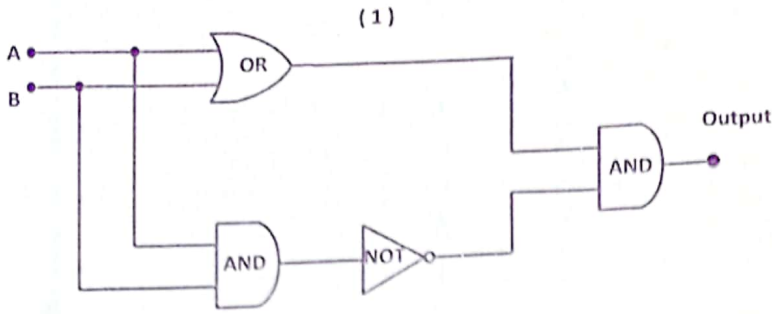 (1)
A
OR
B
Output
AND
AND
NOT